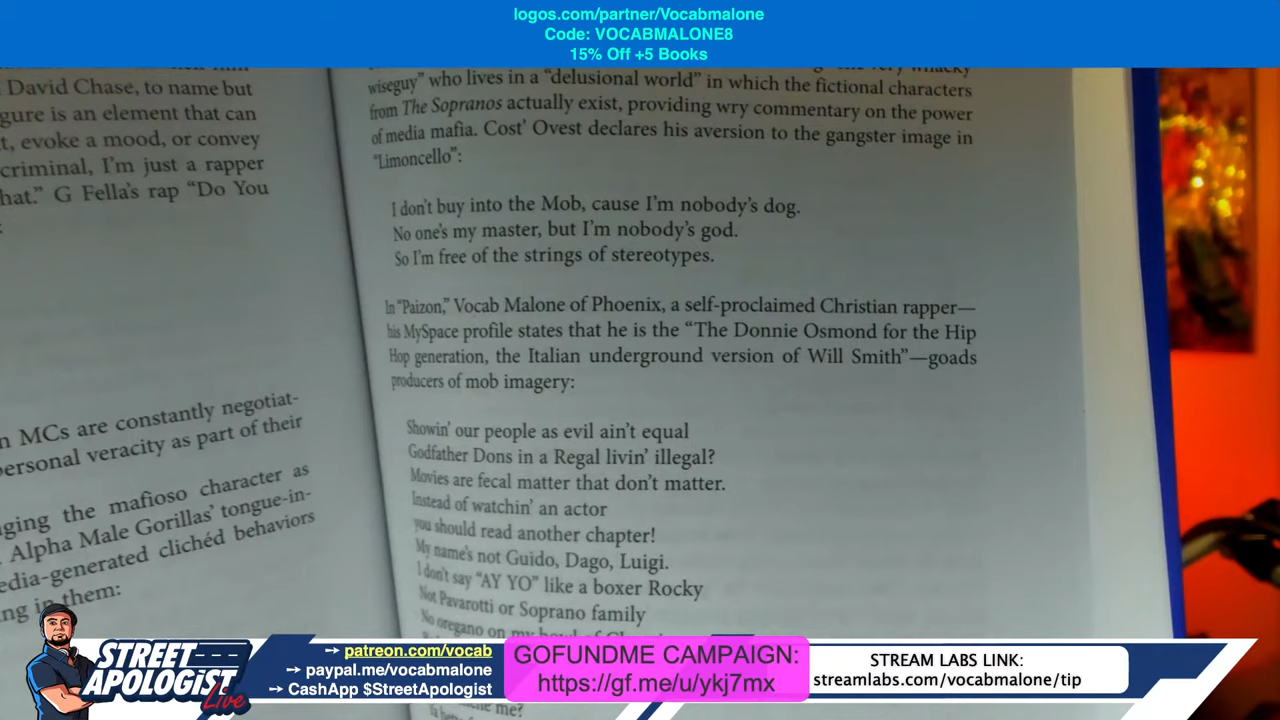 logos.com/partner/Vocabmalone
Code: VOCABMALONE8
15% Off +5 Books
David Chase, to name but
gure is an element that can
t, evoke a mood, or convey
criminal, I'm just a rapper
hat." G Fella's rap "Do You
n MCs are constantly negotiat-
personal veracity as part of their
ging the mafioso character as
Alpha Male Gorillas' tongue-in-
edia-generated clichéd behaviors
ng in them:
whacky
wiseguy" who lives in a "delusional world" in which the fictional characters
from The Sopranos actually exist, providing wry commentary on the power
of media mafia. Cost' Ovest declares his aversion to the gangster image in
"Limoncello":
I don't buy into the Mob, cause I'm nobody's dog.
No one's my master, but I'm nobody's god.
So I'm free of the strings of stereotypes.
In "Paizon," Vocab Malone of Phoenix, a self-proclaimed Christian rapper—
his MySpace profile states that he is the "The Donnie Osmond for the Hip
Hop generation, the Italian underground version of Will Smith"—goads
producers of mob imagery:
Showin' our people as evil ain't equal
Godfather Dons in a Regal livin' illegal?
Movies are fecal matter that don't matter.
Instead of watchin' an actor
you should read another chapter!
My name's not Guido, Dago, Luigi.
I don't say "AY YO" like a boxer Rocky
Not Pavarotti or Soprano family
No oregano on my bowl of
me?
STREET
APOLOGIST
Live
patreon.com/vocab
paypal.me/vocabmalone
CashApp $StreetApologist
GOFUNDME CAMPAIGN:
https://gf.me/u/ykj7mx
STREAM LABS LINK:
streamlabs.com/vocabmalone/tip